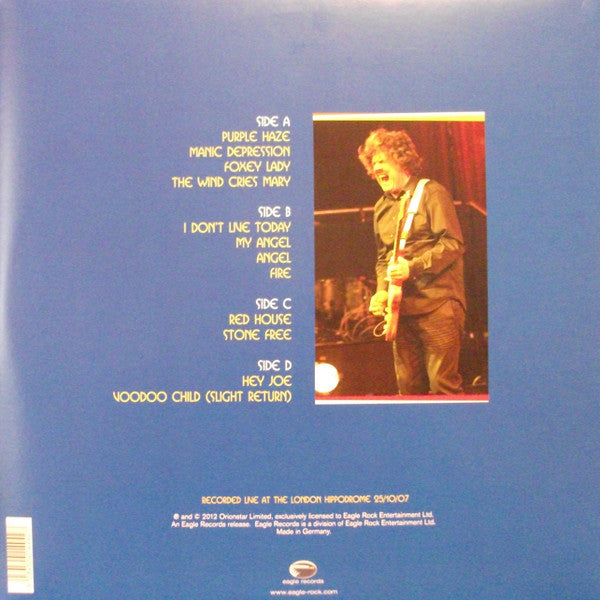 SIDE A
PURPLE HAZE
MANIC DEPRESSION
FOXEY LADY
THE WIND CRIES MARY
SIDE B
I DON'T LIVE TODAY
MY ANGEL
ANGEL
FIRE
SIDE C
RED HOUSE
STONE FREE
SIDE D
HEY JOE
VOODOO CHILD (SLIGHT RETURN)
RECORDED LIVE AT THE LONDON HIPPODROME 25/10/07
℗ and © 2012 Orionstar Limited, exclusively licensed to Eagle Rock Entertainment Ltd.
An Eagle Records release. Eagle Records is a division of Eagle Rock Entertainment Ltd.
Made in Germany.
eagle records
www.eagle-rock.com